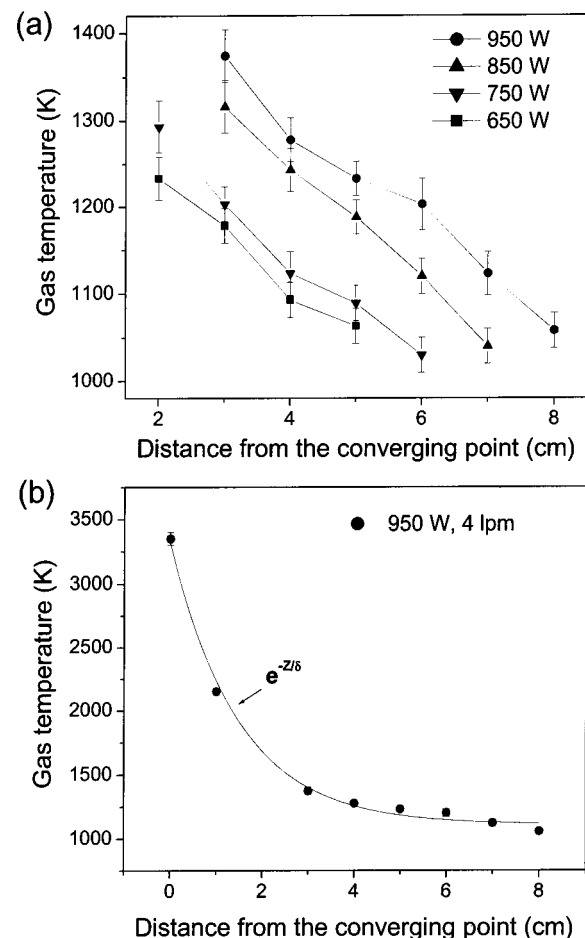 (a)
1400
1300
1200
1100
1000
Gas temperature (K)
950 W
850 W
750 W
650 W
2 3 4 5 6 7 8
Distance from the converging point (cm)
(b)
3500
3000
2500
2000
1500
1000
Gas temperature (K)
950 W, 4 lpm
e^-Z/δ
0 2 4 6 8
Distance from the converging point (cm)